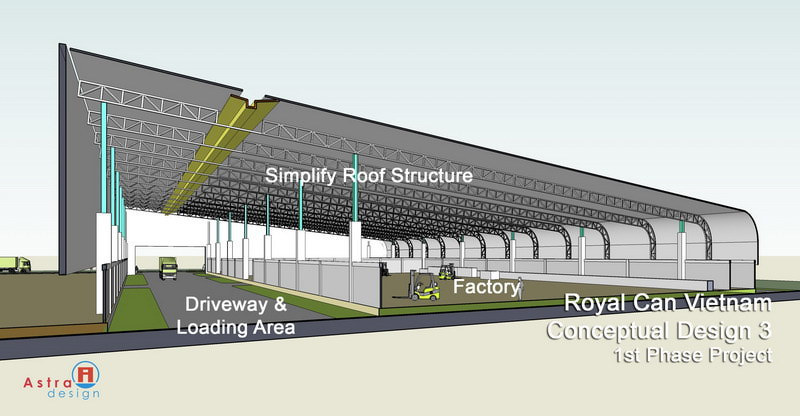 Simplify Roof Structure
Driveway &
Loading Area
Factory
Royal Can Vietnam
Conceptual Design 3
1st Phase Project
Astra
design